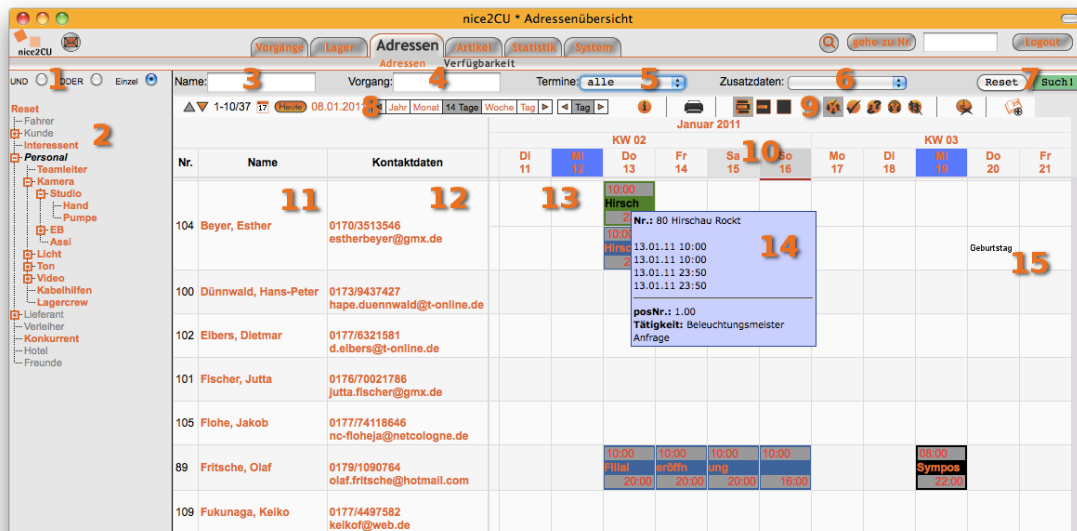 nice2CU * Adressenübersicht
nice2CU
Vorgänge Lager Adressen Artikel Statistik System
gehe zu Nr. Logout
Adressen Verfügbarkeit
UND ODER Einzel
1
Name: 3 Vorgang: 4 Termine: alle 5 Zusatzdaten: 6 Reset Such! 7
1-10/37 17 Heute 08.01.201 8 Jahr Monat 14 Tage Woche Tag Tag 9
Reset
Fahrer
Kunde
Interessent
Personal
Teamleiter
Kamera
Studio
Hand
Pumpe
EB
Assi
Licht
Ton
Video
Kabelhilfen
Lagercrew
Lieferant
Verleiher
Konkurrent
Hotel
Freunde
2
Januar 2011
KW 02 KW 03
Nr. Name Kontaktdaten
Di Mi Do Fr Sa So Mo Di Mi Do Fr
11 12 13 14 15 16 17 18 19 20 21
10
11 12 13
104 Beyer, Esther 0170/3513546
estherbeyer@gmx.de
10:00
Hirsch
2
10:00
Hirsc
2
Nr.: 80 Hirschau Rockt
13.01.11 10:00
13.01.11 10:00
13.01.11 23:50
13.01.11 23:50
posNr.: 1.00
Tätigkeit: Beleuchtungsmeister
Anfrage
14
Geburtstag
15
100 Dünnwald, Hans-Peter 0173/9437427
hape.duennwald@t-online.de
102 Elbers, Dietmar 0177/6321581
d.elbers@t-online.de
101 Fischer, Jutta 0176/70021786
jutta.fischer@gmx.de
105 Flohe, Jakob 0177/74118646
nc-floheja@netcologne.de
89 Fritsche, Olaf 0179/1090764
olaf.fritsche@hotmail.com
10:00 10:00 10:00 10:00 08:00
Filial eröffn ung Sympos
20:00 20:00 20:00 16:00 22:00
109 Fukunaga, Keiko 0177/4497582
keikof@web.de